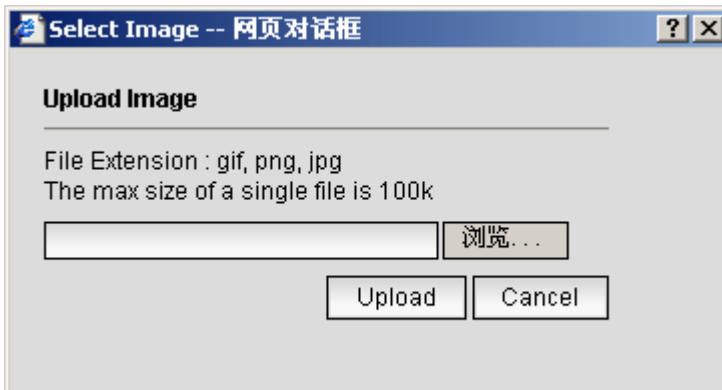 Select Image -- 网页对话框
Upload Image
File Extension : gif, png, jpg
The max size of a single file is 100k
浏览...
Upload
Cancel